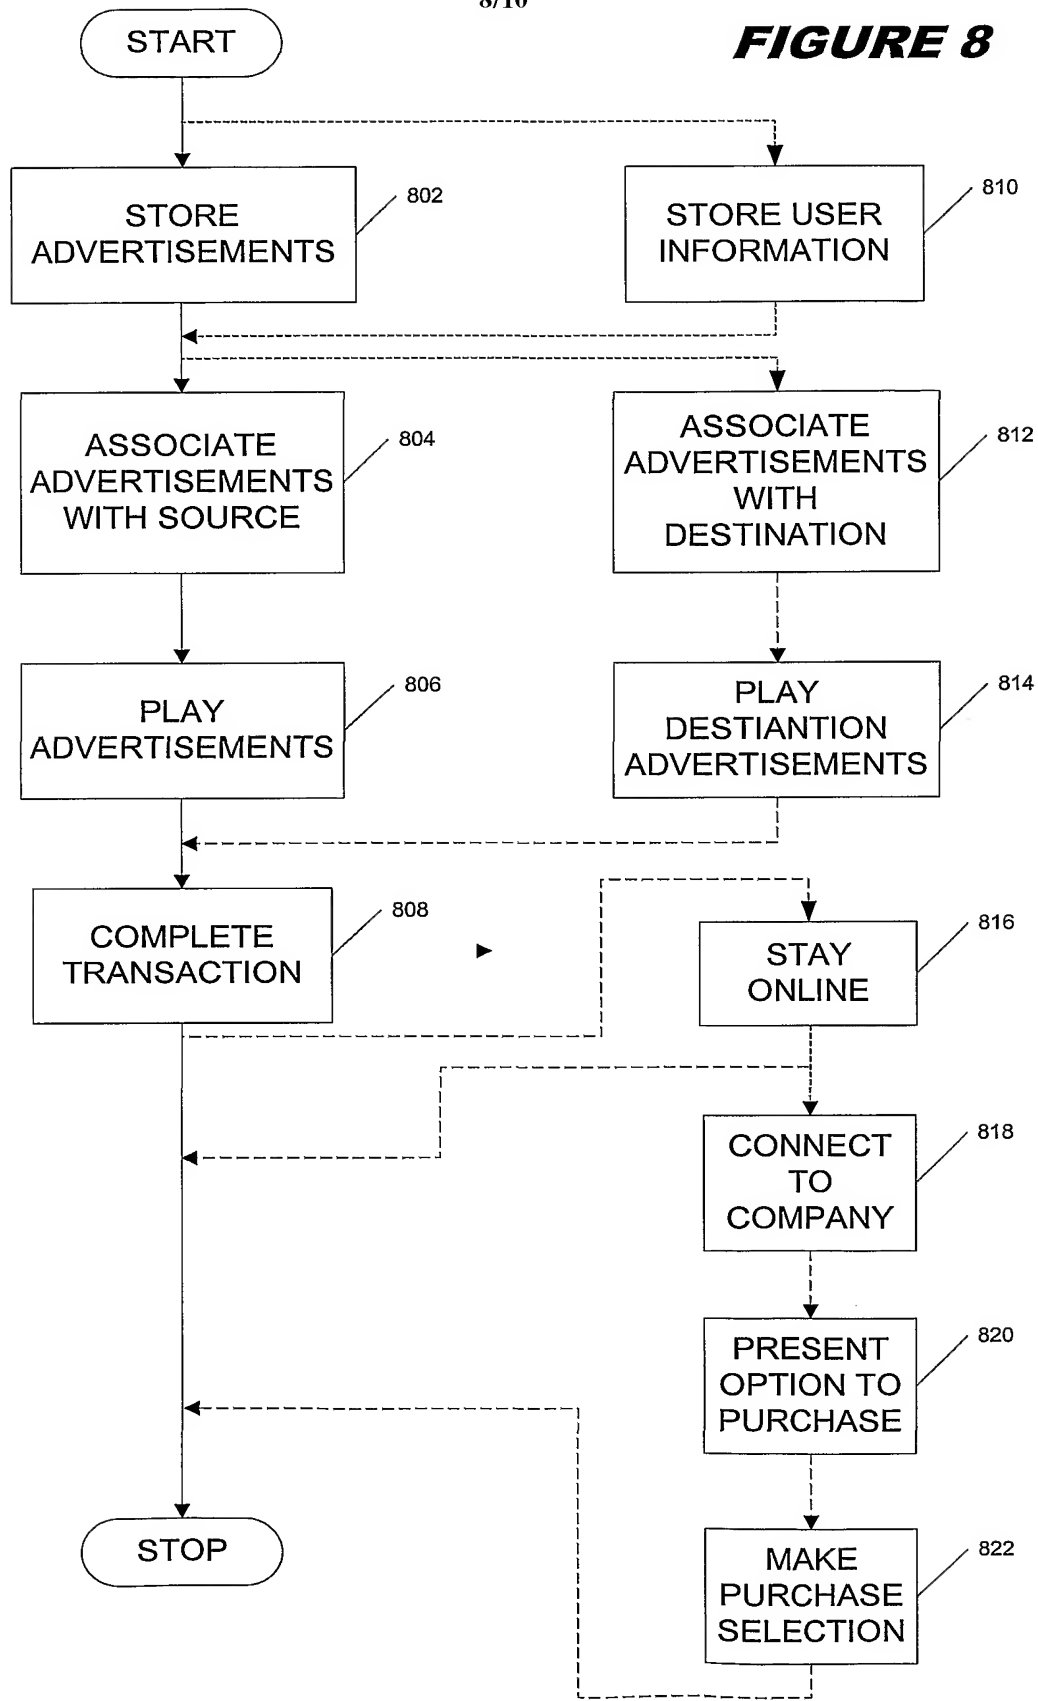 8/10
FIGURE 8
START
STORE
ADVERTISEMENTS
802
STORE USER
INFORMATION
810
ASSOCIATE
ADVERTISEMENTS
WITH SOURCE
804
ASSOCIATE
ADVERTISEMENTS
WITH
DESTINATION
812
PLAY
ADVERTISEMENTS
806
PLAY
DESTIANTION
ADVERTISEMENTS
814
COMPLETE
TRANSACTION
808
STAY
ONLINE
816
CONNECT
TO
COMPANY
818
PRESENT
OPTION TO
PURCHASE
820
STOP
MAKE
PURCHASE
SELECTION
822